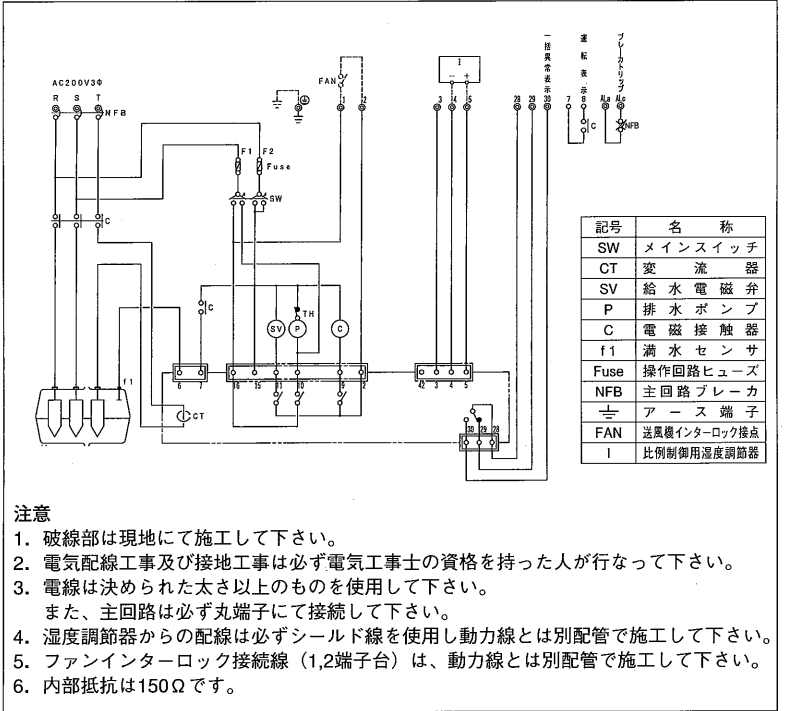 一括異常表示
運転表示
ブレーカトリップ
AC200V3Φ
R S T
NFB
FAN
1 2
I
- +
3 4 5
28 29 30
7 8
ALa ALc
C
NFB
F1 F2
Fuse
SW
C
C
TH
SV P C
6 7
16 15 11 10 9 2
42 3 4 5
f1
CT
30 29 28
記号 名称
SW メインスイッチ
CT 変流器
SV 給水電磁弁
P 排水ポンプ
C 電磁接触器
f1 満水センサ
Fuse 操作回路ヒューズ
NFB 主回路ブレーカ
アース端子
FAN 送風機インターロック接点
I 比例制御用湿度調節器
注意
1. 破線部は現地にて施工して下さい。
2. 電気配線工事及び接地工事は必ず電気工事士の資格を持った人が行なって下さい。
3. 電線は決められた太さ以上のものを使用して下さい。
また、主回路は必ず丸端子にて接続して下さい。
4. 湿度調節器からの配線は必ずシールド線を使用し動力線とは別配管で施工して下さい。
5. ファンインターロック接続線（1,2端子台）は、動力線とは別配管で施工して下さい。
6. 内部抵抗は150Ωです。